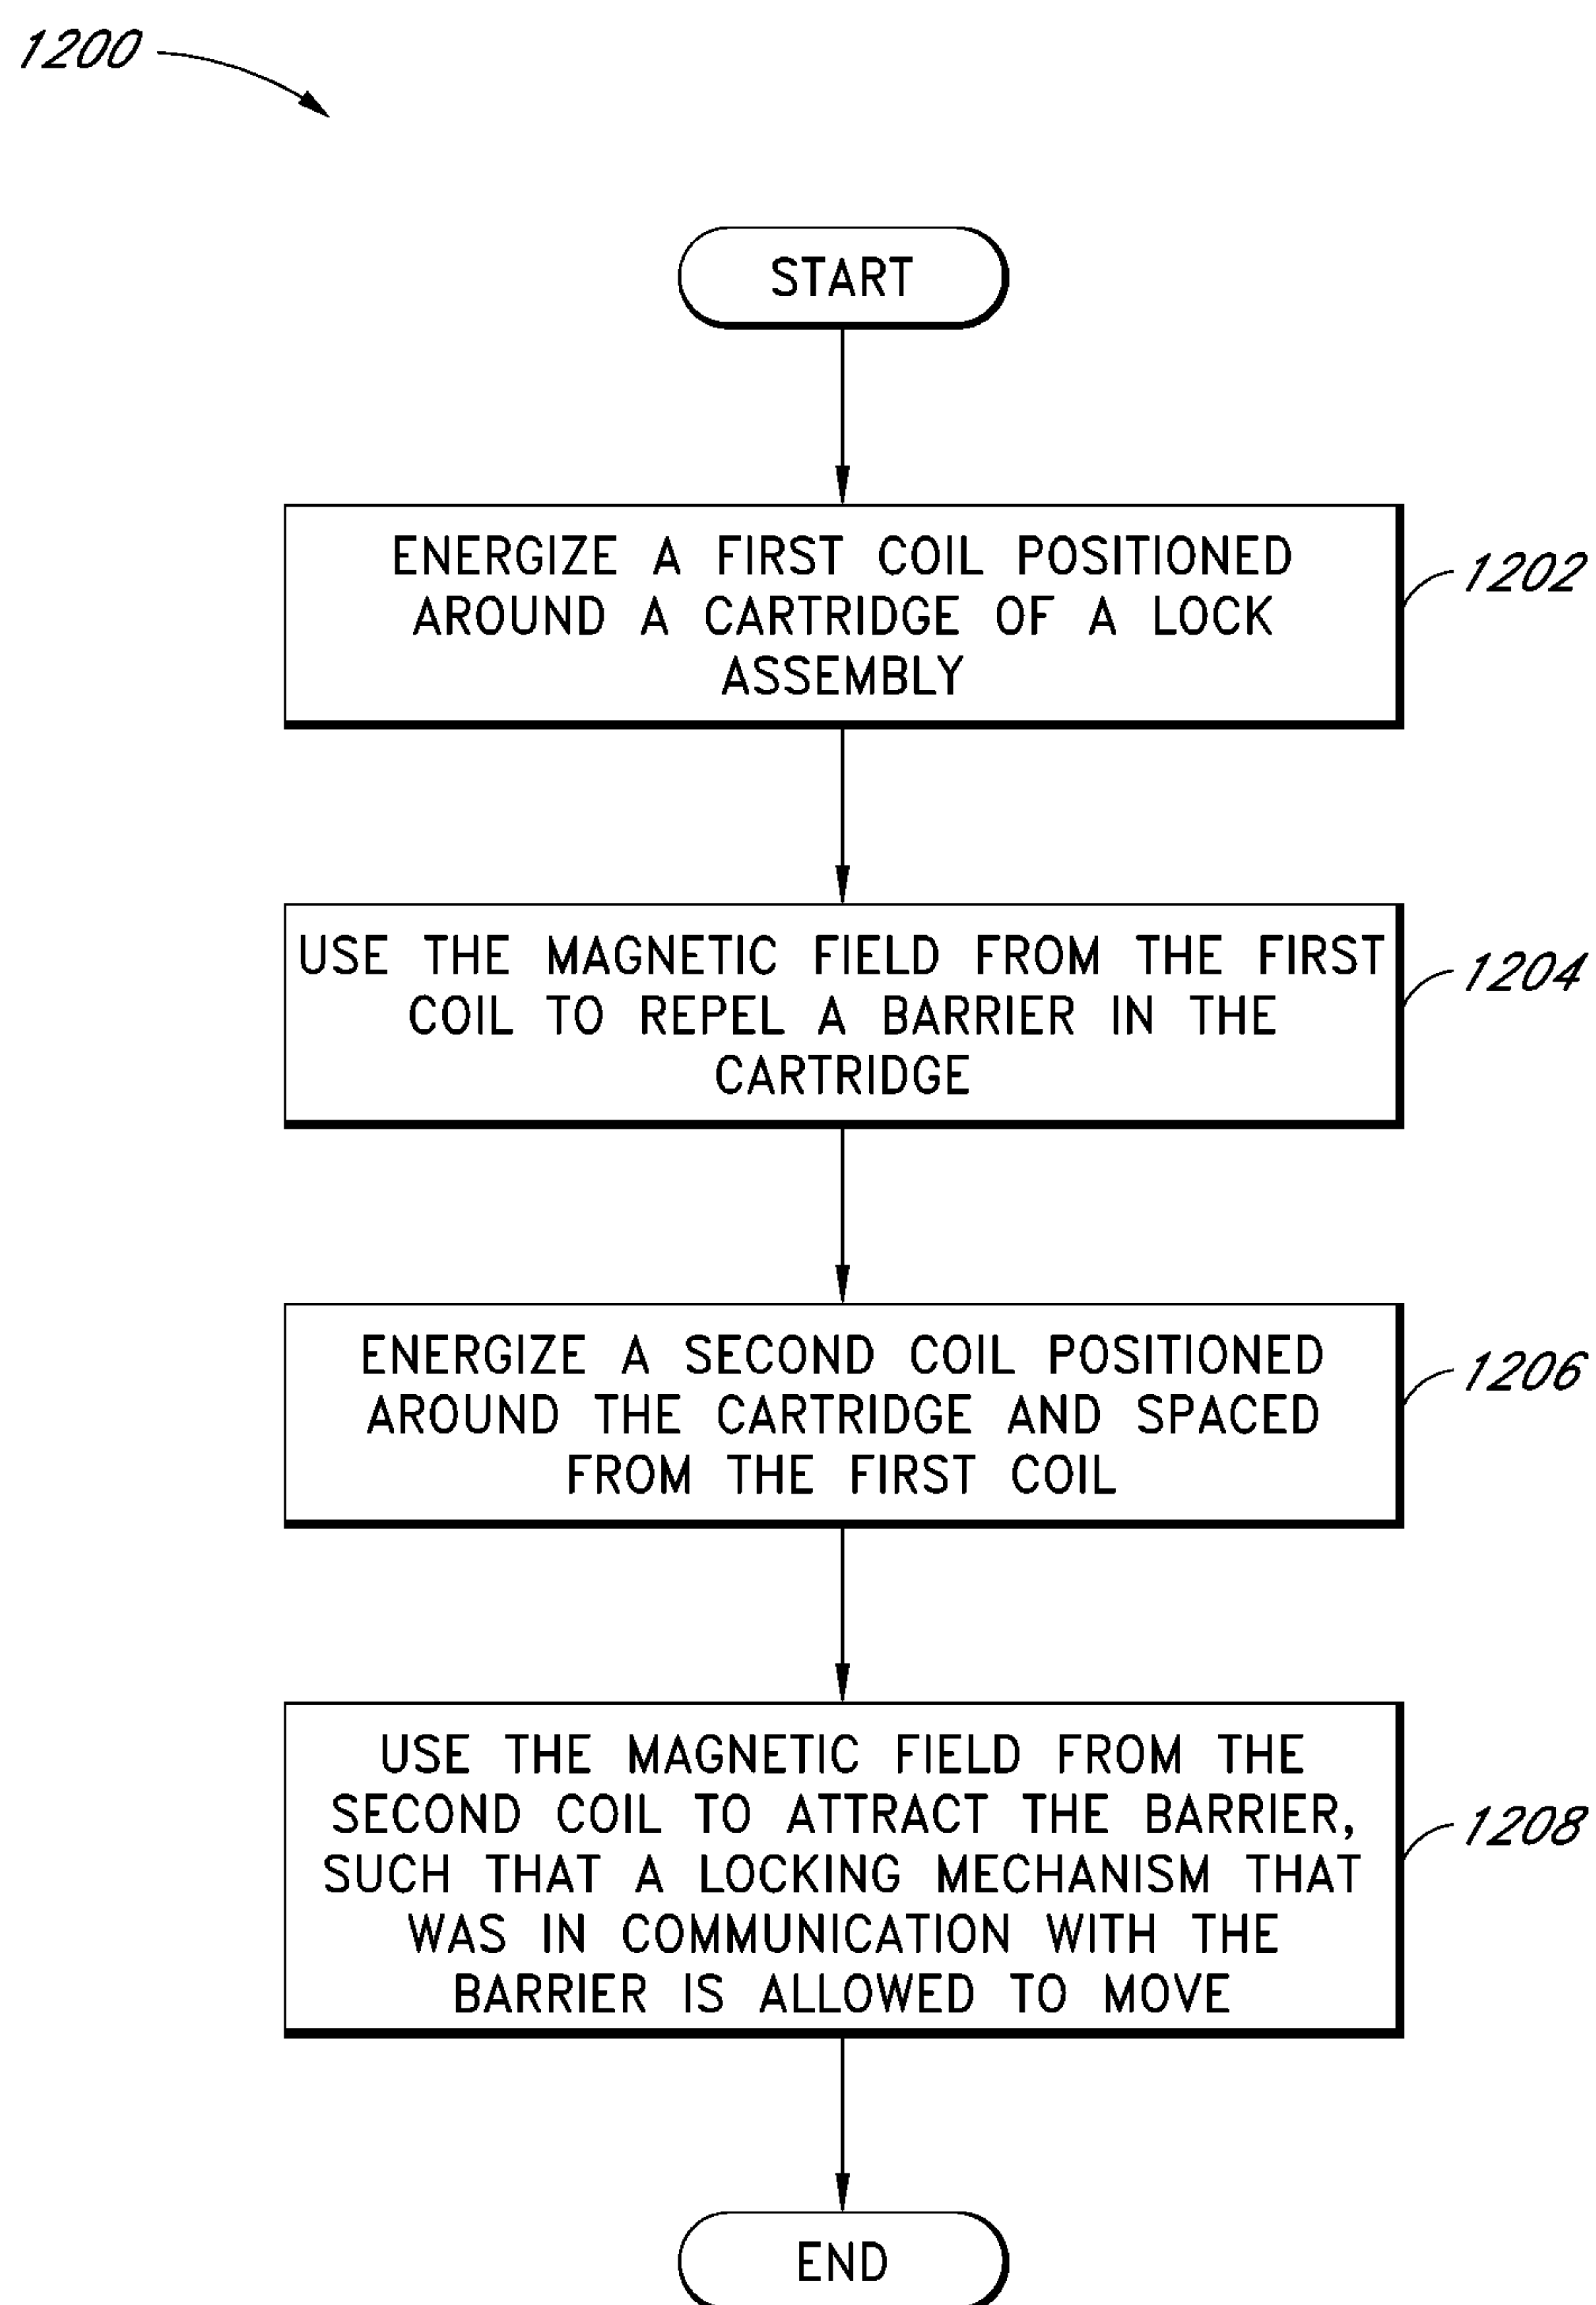 1200
START
ENERGIZE A FIRST COIL POSITIONED
AROUND A CARTRIDGE OF A LOCK
ASSEMBLY
1202
USE THE MAGNETIC FIELD FROM THE FIRST
COIL TO REPEL A BARRIER IN THE
CARTRIDGE
1204
ENERGIZE A SECOND COIL POSITIONED
AROUND THE CARTRIDGE AND SPACED
FROM THE FIRST COIL
1206
USE THE MAGNETIC FIELD FROM THE
SECOND COIL TO ATTRACT THE BARRIER,
SUCH THAT A LOCKING MECHANISM THAT
WAS IN COMMUNICATION WITH THE
BARRIER IS ALLOWED TO MOVE
1208
END